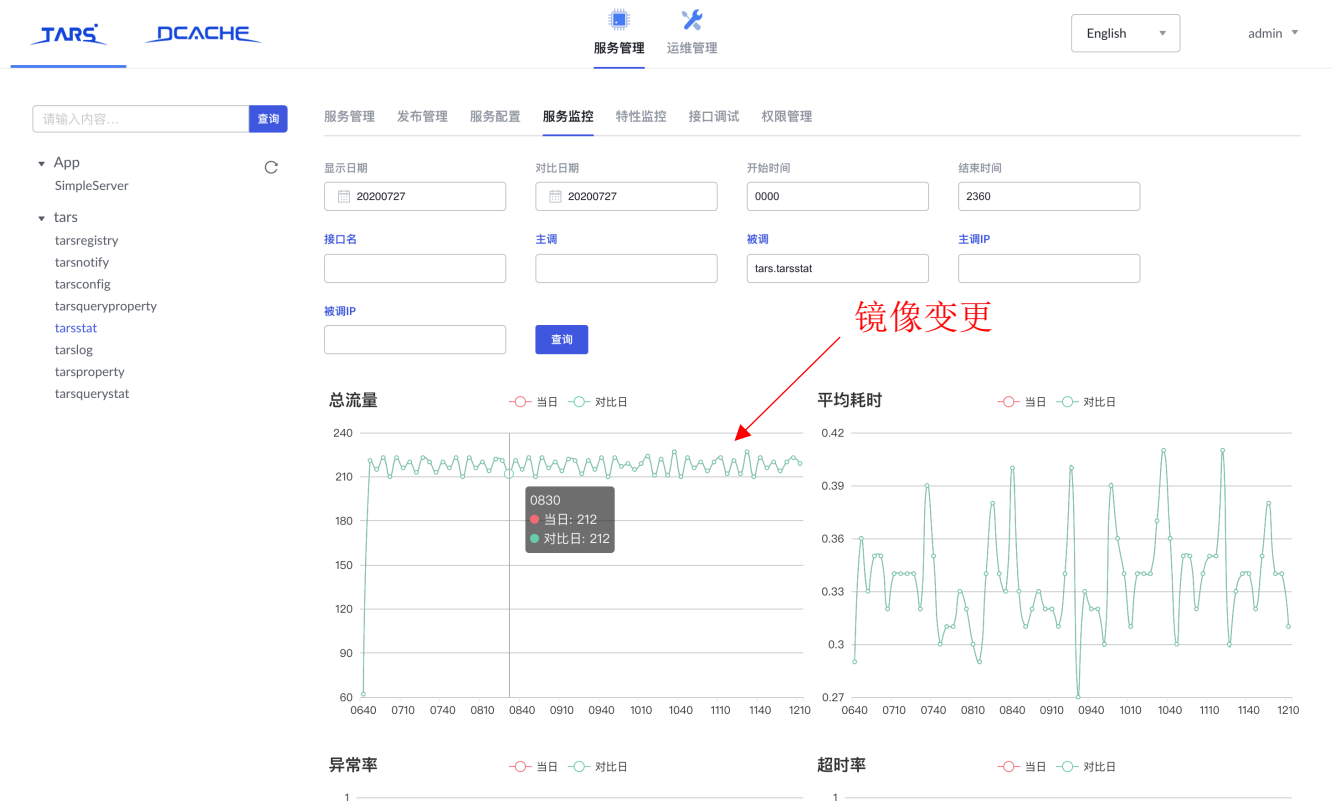 TARS DCACHE
服务管理 运维管理
English
admin
请输入内容... 查询
App
SimpleServer
tars
tarsregistry
tarsnotify
tarsconfig
tarsqueryproperty
tarsstat
tarslog
tarsproperty
tarsquerystat
服务管理 发布管理 服务配置 服务监控 特性监控 接口调试 权限管理
显示日期 对比日期 开始时间 结束时间
20200727 20200727 0000 2360
接口名 主调 被调 主调IP
tars.tarsstat
被调IP
查询
镜像变更
总流量 当日 对比日
240
210
180
150
120
90
60
0640 0710 0740 0810 0840 0910 0940 1010 1040 1110 1140 1210
0830
当日: 212
对比日: 212
平均耗时 当日 对比日
0.42
0.39
0.36
0.33
0.3
0.27
0640 0710 0740 0810 0840 0910 0940 1010 1040 1110 1140 1210
异常率 当日 对比日
1
超时率 当日 对比日
1